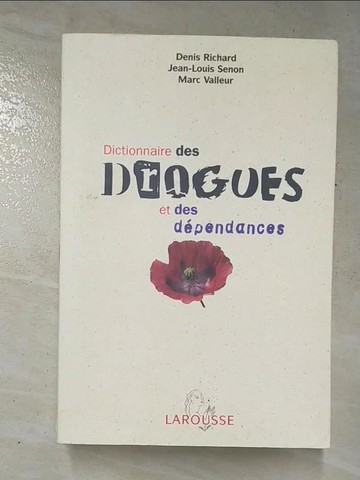 Denis Richard
Jean-Louis Senon
Marc Valleur
Dictionnaire des
DrOGUES
et des
dépendances
LAROUSSE